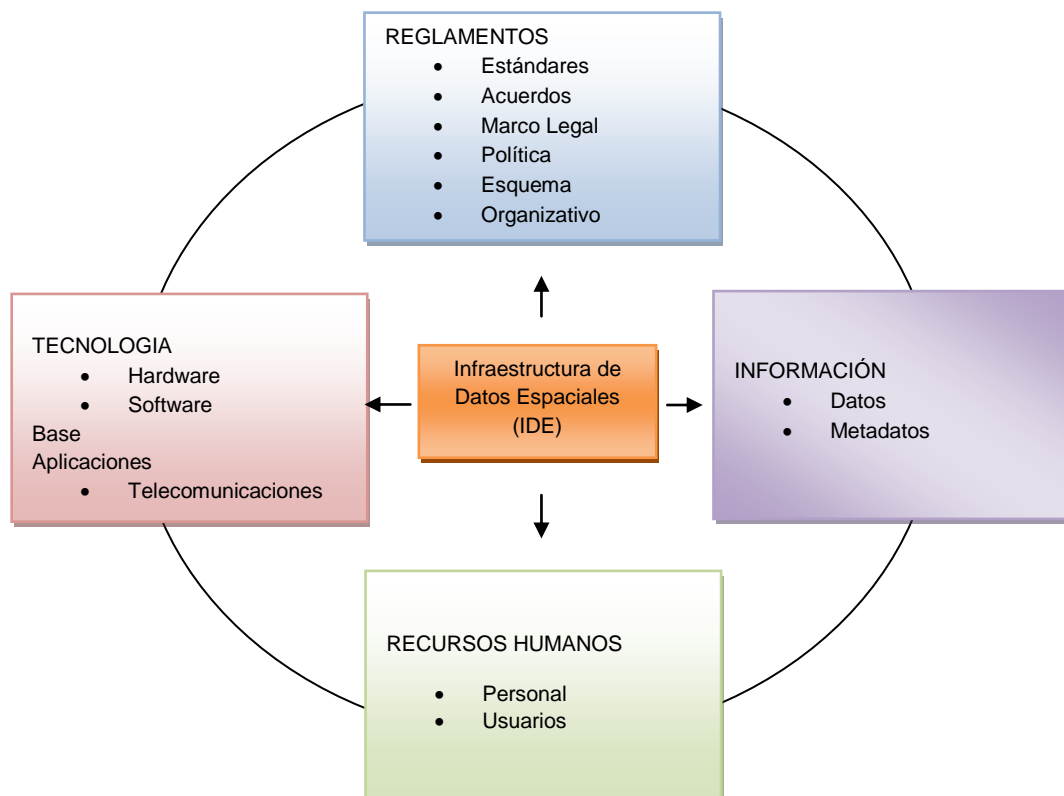 REGLAMENTOS
• Estándares
• Acuerdos
• Marco Legal
• Política
• Esquema
• Organizativo
TECNOLOGIA
• Hardware
• Software
Base
Aplicaciones
• Telecomunicaciones
Infraestructura de
Datos Espaciales
(IDE)
INFORMACIÓN
• Datos
• Metadatos
RECURSOS HUMANOS
• Personal
• Usuarios